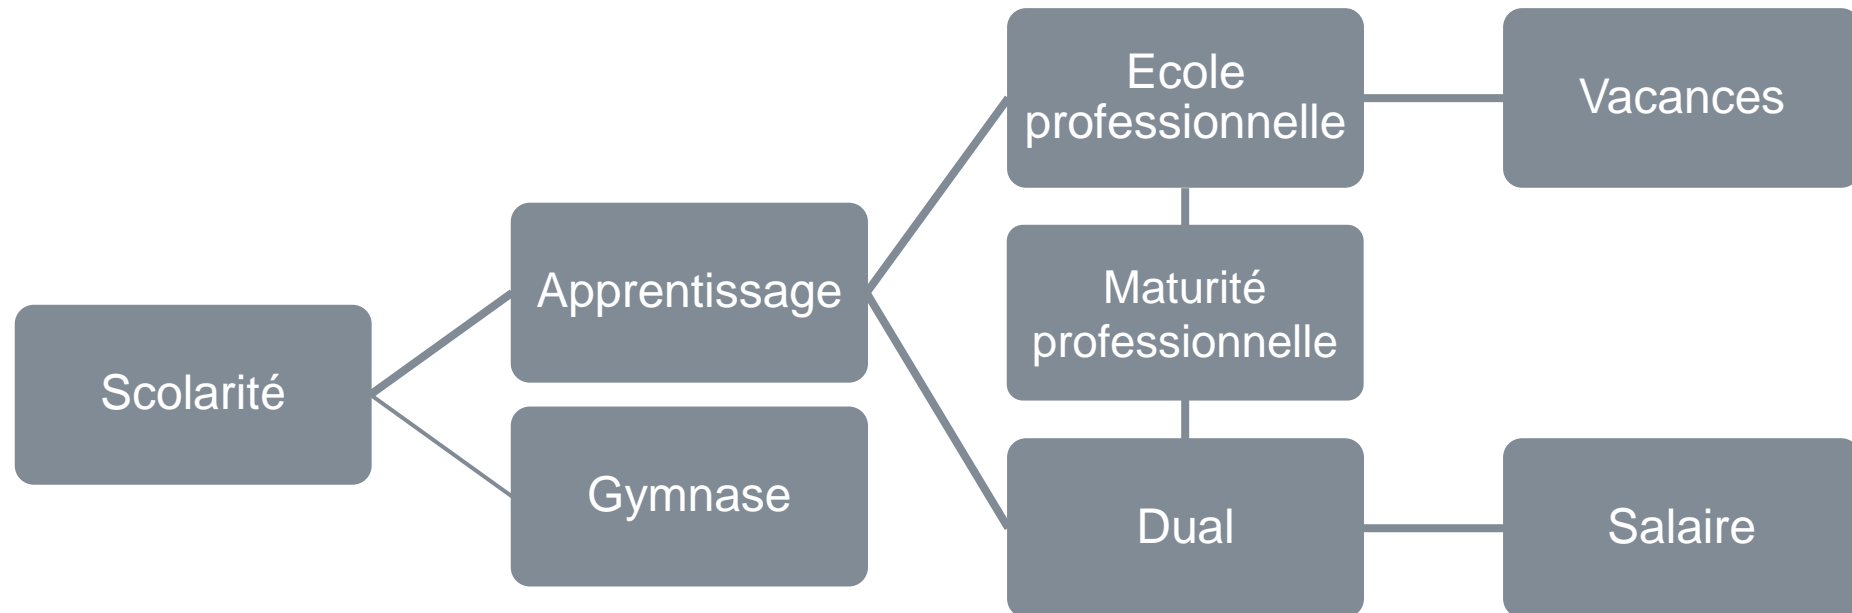 Scolarité
Apprentissage
Gymnase
Ecole
professionnelle
Maturité
professionnelle
Dual
Vacances
Salaire